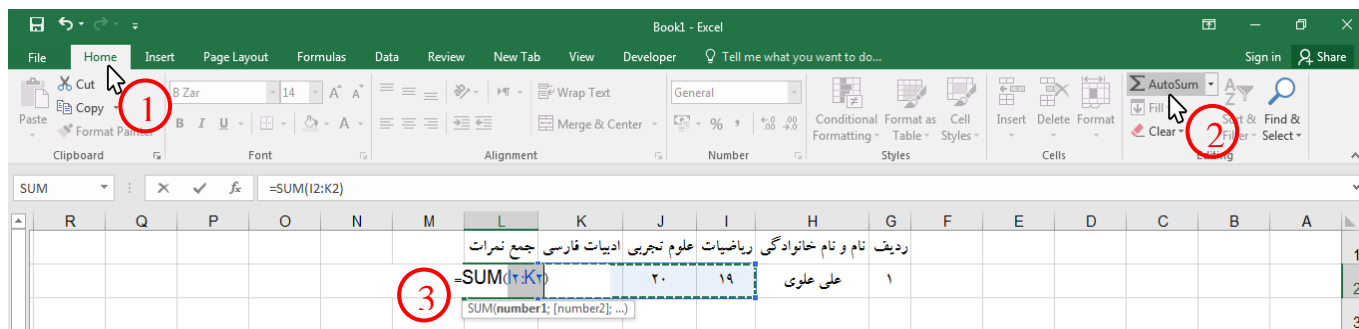 Book1 - Excel
File Home Insert Page Layout Formulas Data Review New Tab View Developer Tell me what you want to do... Sign in Share
Cut
Copy
Format Painter
Paste
Clipboard
B Zar 14 A A
B I U A
Font
Wrap Text
Merge & Center
Alignment
General
% ,
Number
Conditional Formatting
Format as Table
Cell Styles
Styles
Insert Delete Format
Cells
AutoSum
Fill
Clear
Sort & Filter
Find & Select
Editing
1
2
SUM fx =SUM(I2:K2)
R Q P O N M L K J I H G F E D C B A
ردیف نام و نام خانوادگی ریاضیات علوم تجربی ادبیات فارسی جمع نمرات
1
۱ علی علوی ۱۹ ۲۰ =SUM(I۲:K۲)
2
SUM(number1; [number2]; ...)
3
3